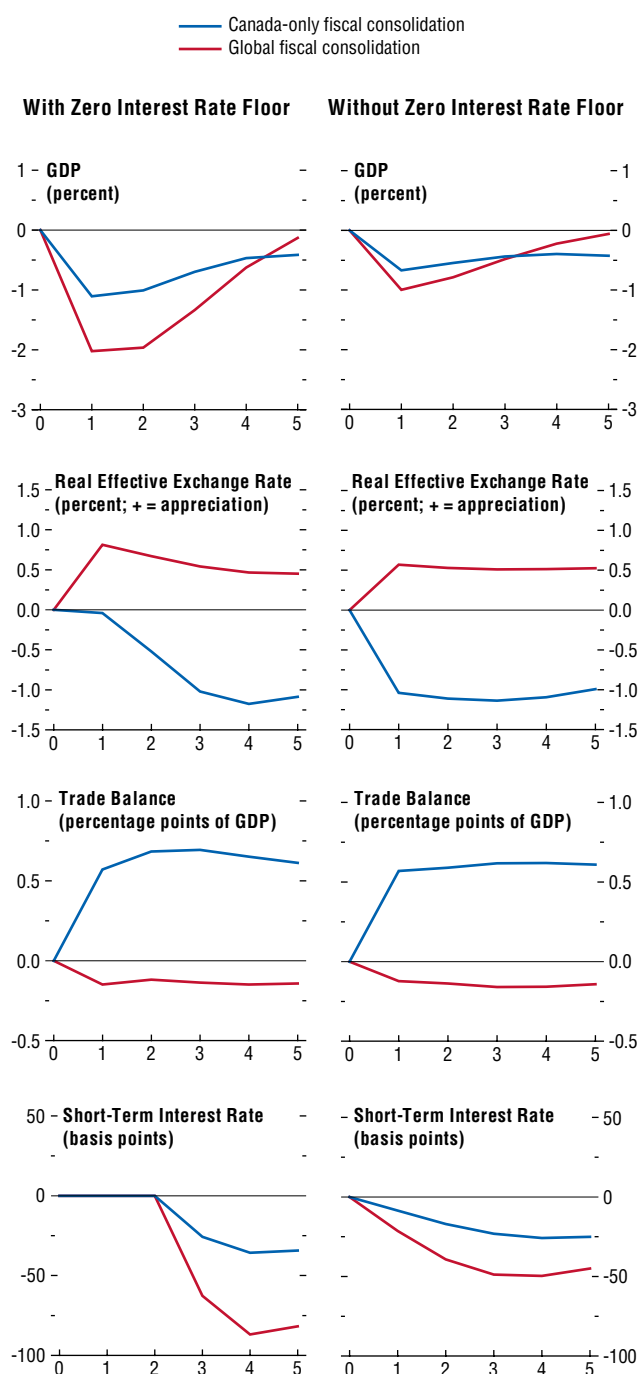 Canada-only fiscal consolidation
Global fiscal consolidation
With Zero Interest Rate Floor
Without Zero Interest Rate Floor
GDP
(percent)
1
0
-1
-2
-3
0 1 2 3 4 5
GDP
(percent)
1
0
-1
-2
-3
0 1 2 3 4 5
Real Effective Exchange Rate
(percent; + = appreciation)
1.5
1.0
0.5
0.0
-0.5
-1.0
-1.5
0 1 2 3 4 5
Real Effective Exchange Rate
(percent; + = appreciation)
1.5
1.0
0.5
0.0
-0.5
-1.0
-1.5
0 1 2 3 4 5
Trade Balance
(percentage points of GDP)
1.0
0.5
0.0
-0.5
0 1 2 3 4 5
Trade Balance
(percentage points of GDP)
1.0
0.5
0.0
-0.5
0 1 2 3 4 5
Short-Term Interest Rate
(basis points)
50
0
-50
-100
0 1 2 3 4 5
Short-Term Interest Rate
(basis points)
50
0
-50
-100
0 1 2 3 4 5